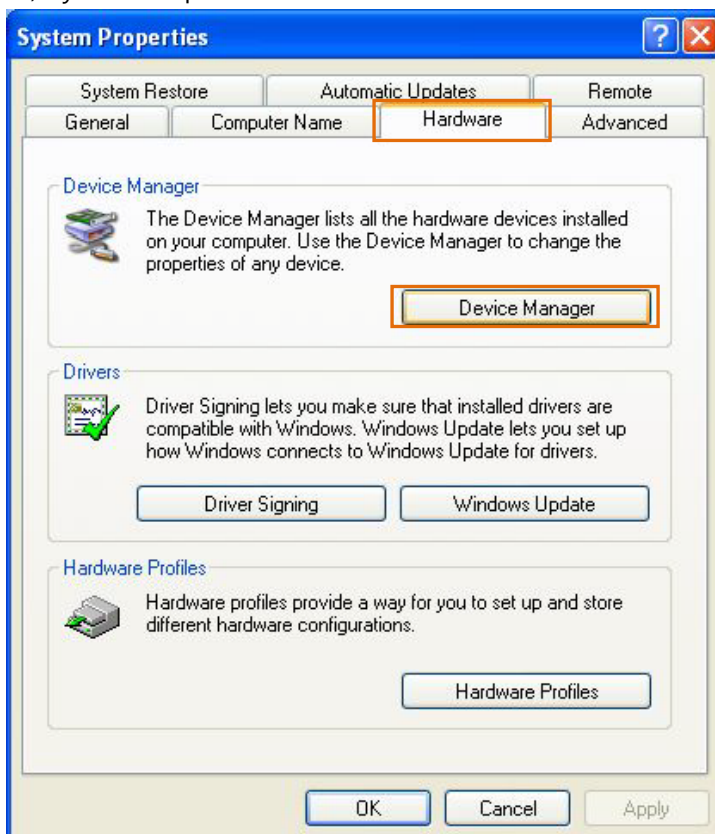 System Properties
System Restore Automatic Updates Remote
General Computer Name Hardware Advanced
Device Manager
The Device Manager lists all the hardware devices installed
on your computer. Use the Device Manager to change the
properties of any device.
Device Manager
Drivers
Driver Signing lets you make sure that installed drivers are
compatible with Windows. Windows Update lets you set up
how Windows connects to Windows Update for drivers.
Driver Signing Windows Update
Hardware Profiles
Hardware profiles provide a way for you to set up and store
different hardware configurations.
Hardware Profiles
OK Cancel Apply